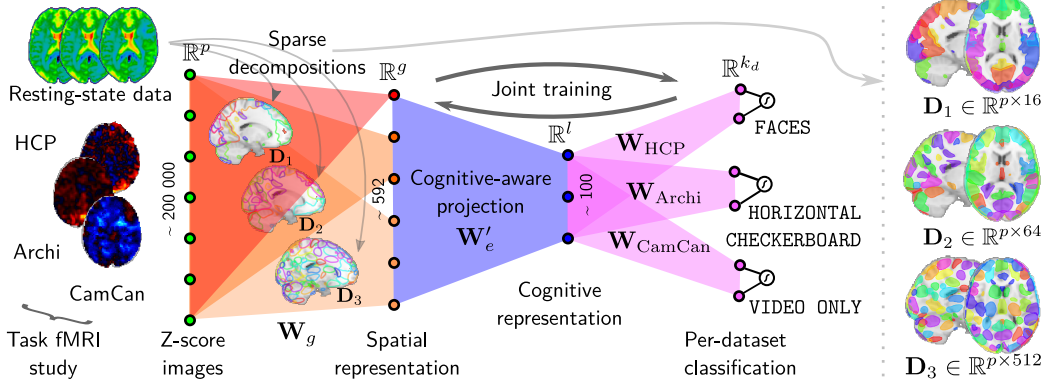 Resting-state data
HCP
Archi
CamCan
Task fMRI
study
ℝ^p
~ 200 000
Z-score
images
Sparse
decompositions
D_1
D_2
D_3
W_g
ℝ^g
~ 592
Spatial
representation
Cognitive-aware
projection
W'_e
Joint training
ℝ^l
~ 100
Cognitive
representation
W_HCP
W_Archi
W_CamCan
ℝ^{k_d}
FACES
HORIZONTAL
CHECKERBOARD
VIDEO ONLY
Per-dataset
classification
D_1 ∈ ℝ^{p×16}
D_2 ∈ ℝ^{p×64}
D_3 ∈ ℝ^{p×512}